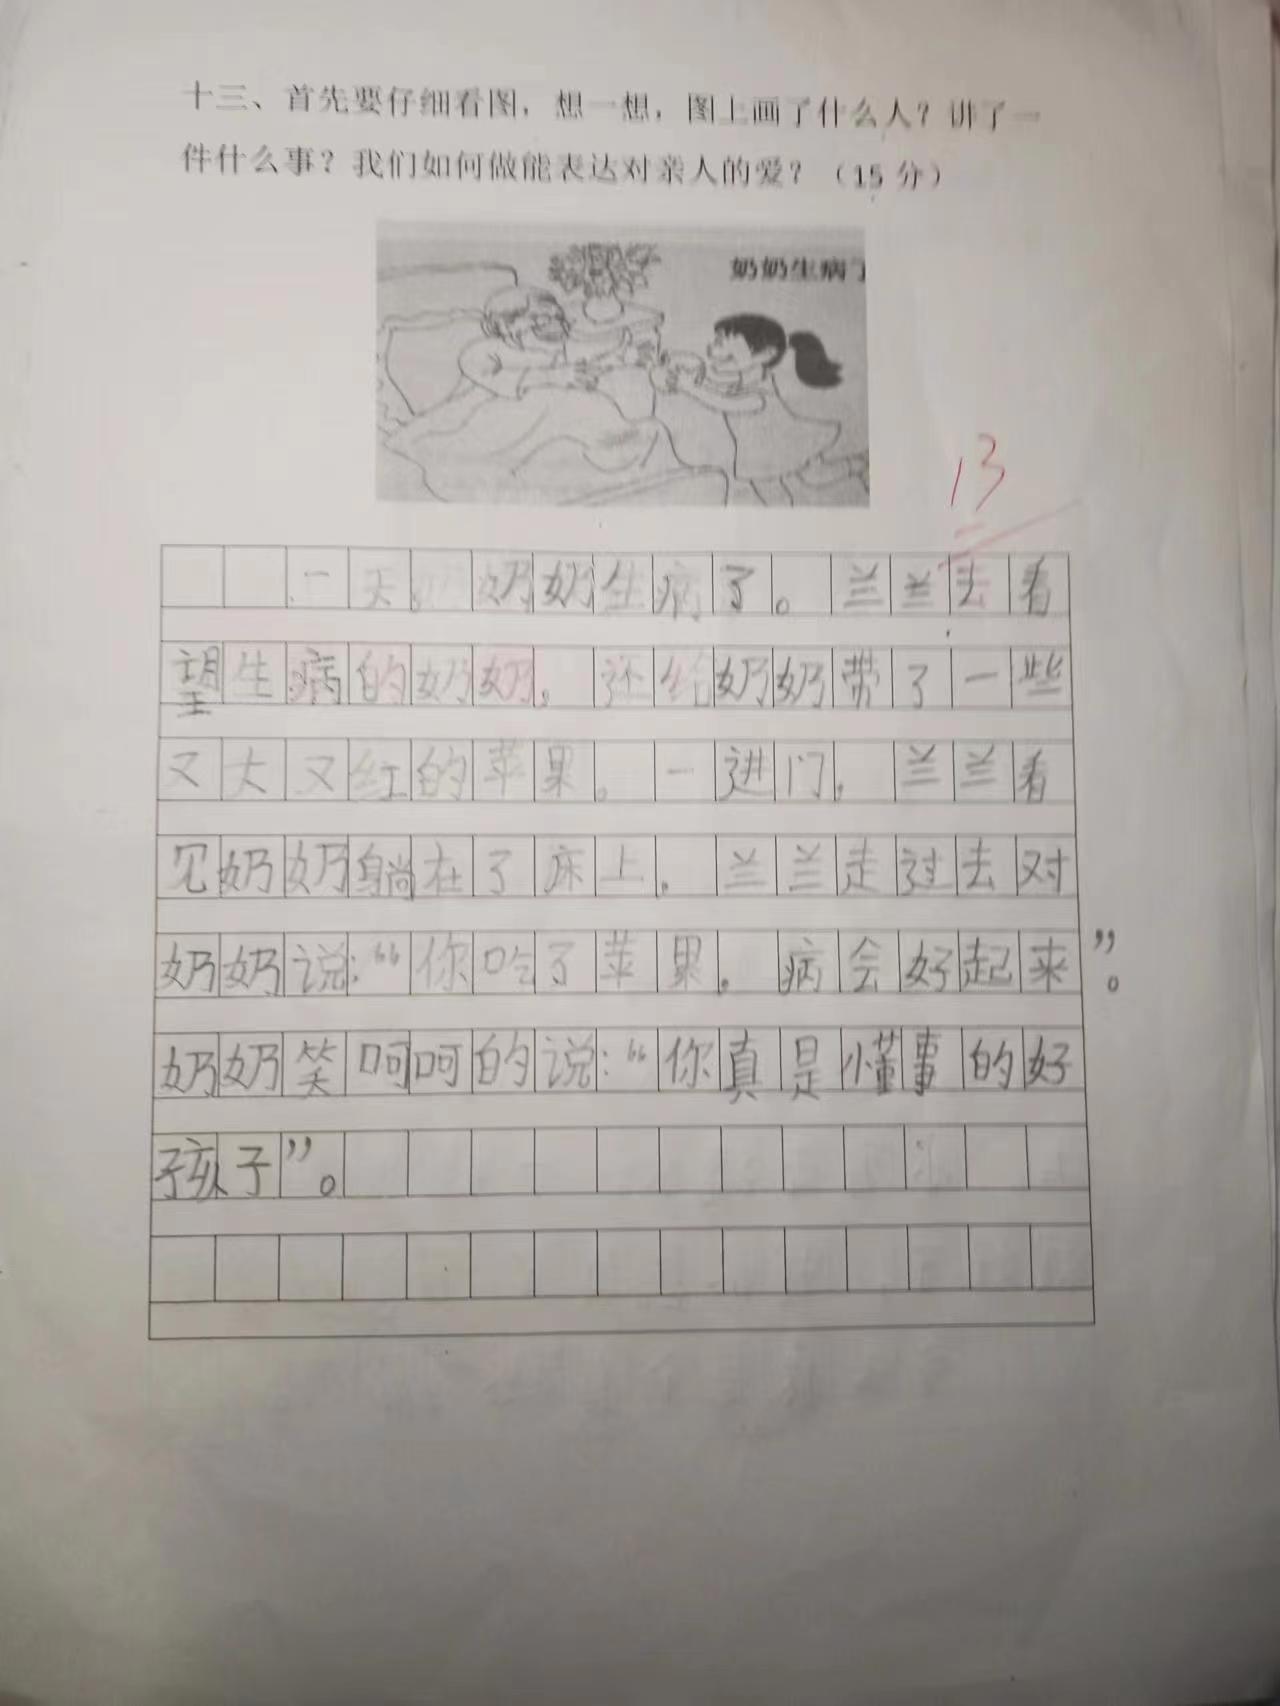 十三、首先要仔细看图，想一想，图上画了什么人？讲了一
件什么事？我们如何做能表达对亲人的爱？（15 分）
奶奶生病了
13
一天，奶奶生病了。兰兰去看
望生病的奶奶，还给奶奶带了一些
又大又红的苹果。一进门，兰兰看
见奶奶躺在了床上，兰兰走过去对
奶奶说：“你吃了苹果，病会好起来”。
奶奶笑呵呵的说：“你真是懂事的好
孩子”。